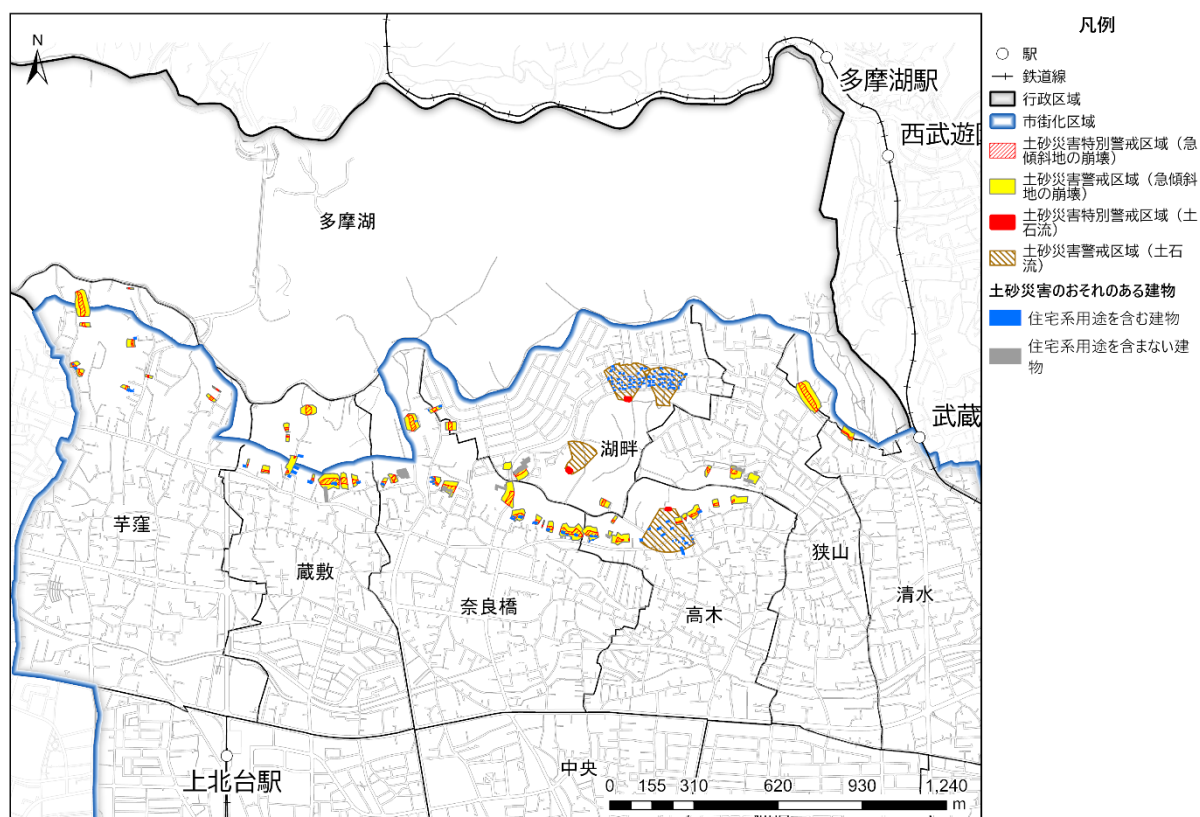 N
多摩湖駅
西武遊
多摩湖
武蔵
湖畔
芋窪
蔵敷
奈良橋
高木
狭山
清水
中央
上北台駅
0 155 310 620 930 1,240
m
凡例
駅
鉄道線
行政区域
市街化区域
土砂災害特別警戒区域（急
傾斜地の崩壊）
土砂災害警戒区域（急傾斜
地の崩壊）
土砂災害特別警戒区域（土
石流）
土砂災害警戒区域（土石
流）
土砂災害のおそれのある建物
住宅系用途を含む建物
住宅系用途を含まない建
物